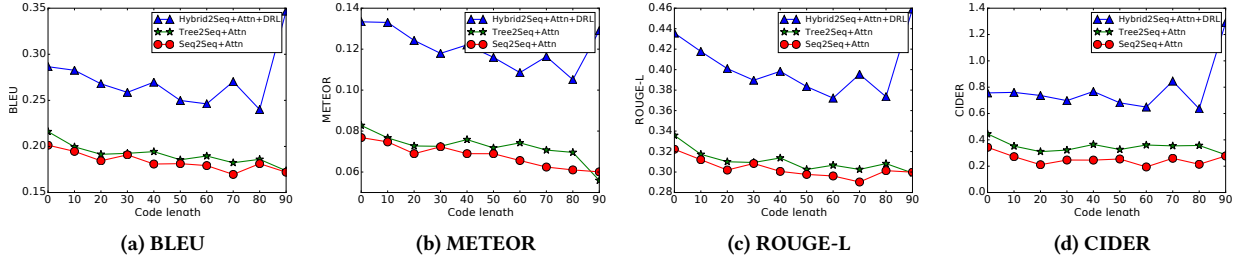 0.35
0.30
0.25
0.20
0.15
BLEU
Hybrid2Seq+Attn+DRL
Tree2Seq+Attn
Seq2Seq+Attn
0 10 20 30 40 50 60 70 80 90
Code lenath
(a) BLEU
0.14
0.12
0.10
0.08
0.06
METEOR
Hybrid2Seq+Attn+DRL
Tree2Seq+Attn
Seq2Seq+Attn
0 10 20 30 40 50 60 70 80 90
Code lenath
(b) METEOR
0.46
0.44
0.42
0.40
0.38
0.36
0.34
0.32
0.30
0.28
ROUGE-L
Hybrid2Seq+Attn+DRL
Tree2Seq+Attn
Seq2Seq+Attn
0 10 20 30 40 50 60 70 80 90
Code lenath
(c) ROUGE-L
1.4
1.2
1.0
0.8
0.6
0.4
0.2
0.0
CIDER
Hybrid2Seq+Attn+DRL
Tree2Seq+Attn
Seq2Seq+Attn
0 10 20 30 40 50 60 70 80 90
Code lenath
(d) CIDER